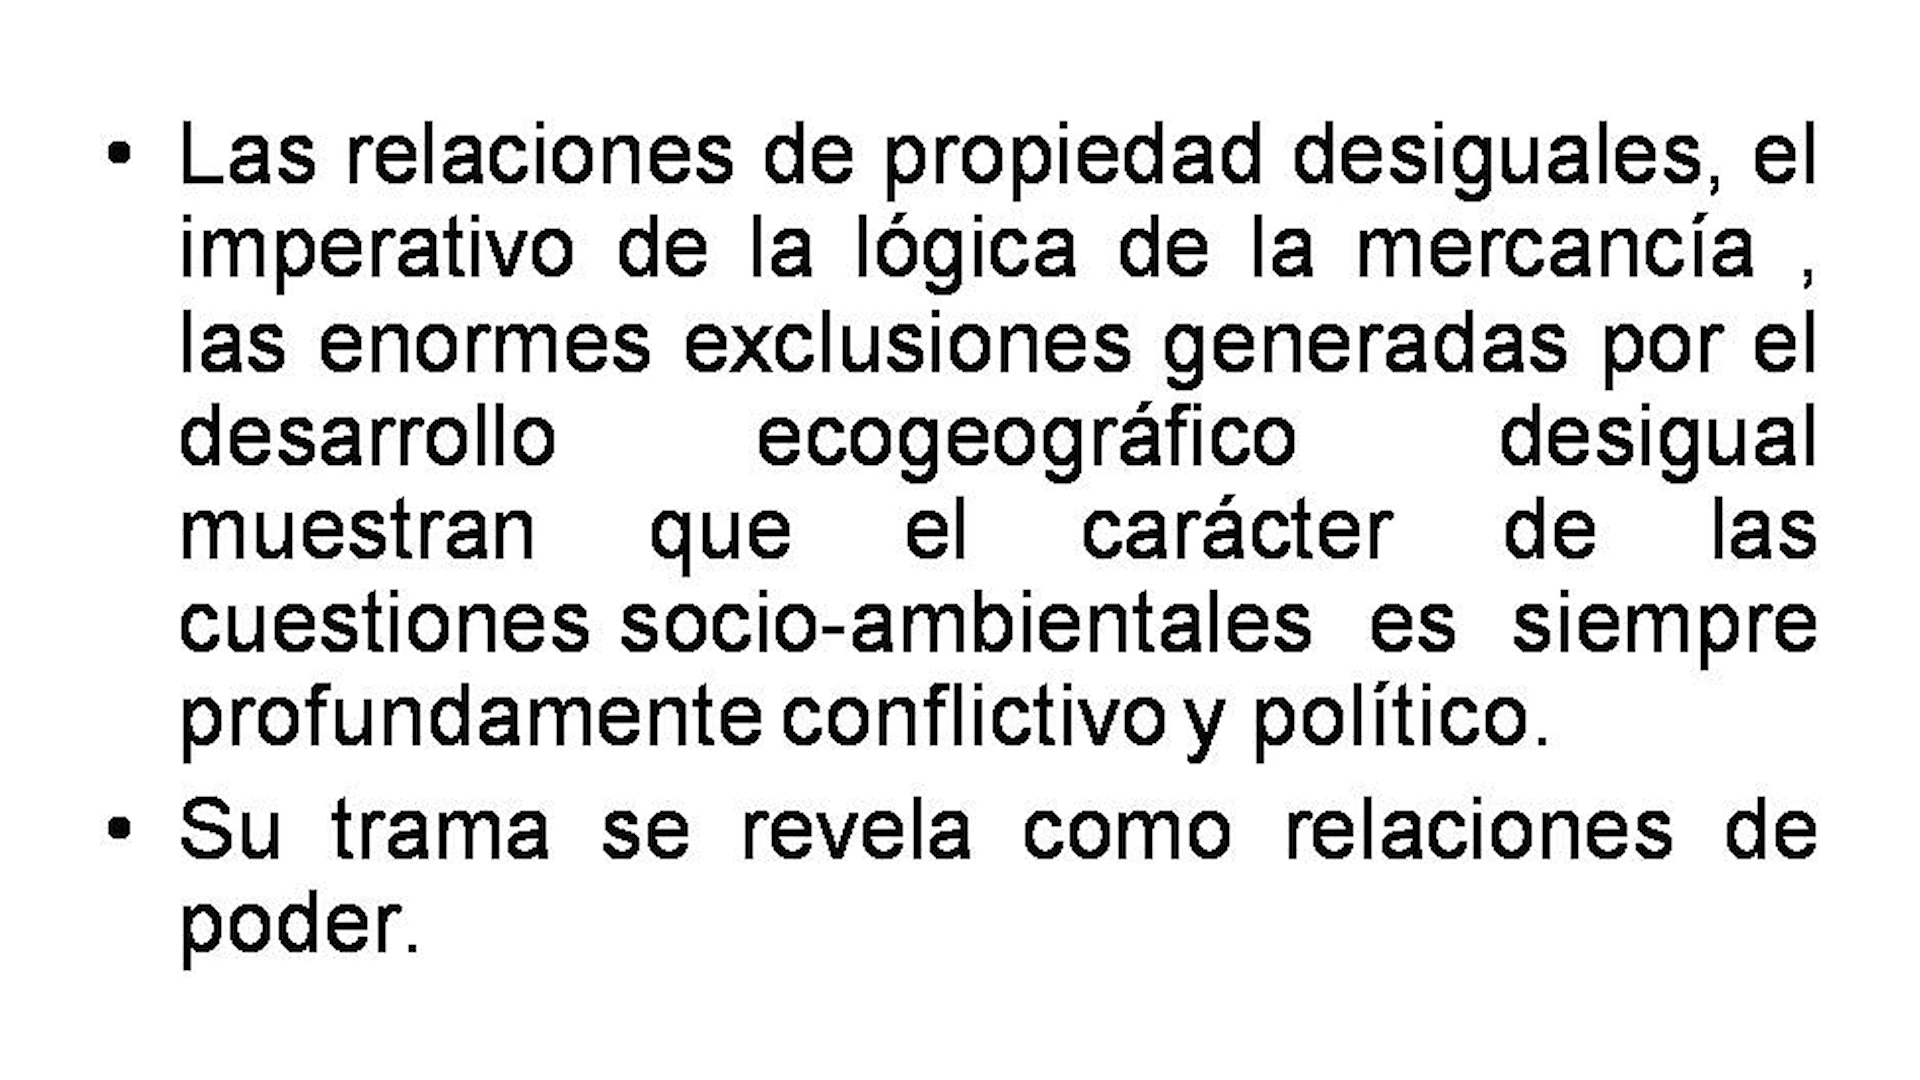 • Las relaciones de propiedad desiguales, el
imperativo de la lógica de la mercancía ,
las enormes exclusiones generadas por el
desarrollo ecogeográfico desigual
muestran que el carácter de las
cuestiones socio-ambientales es siempre
profundamente conflictivo y político.
• Su trama se revela como relaciones de
poder.